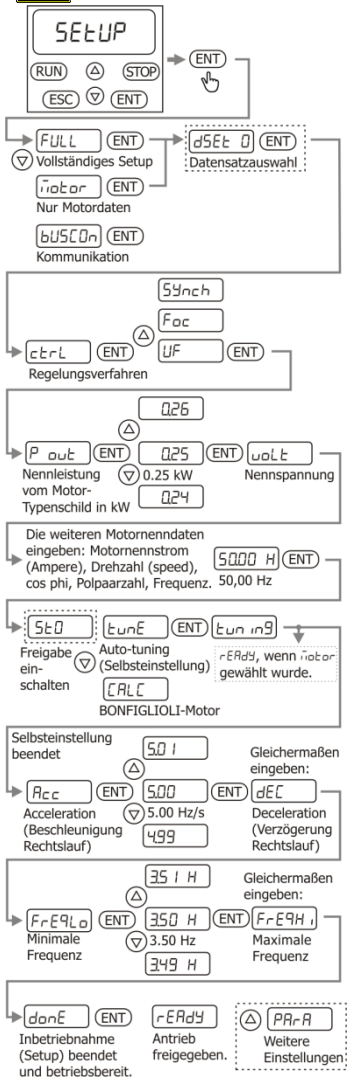 SEtUP
RUN STOP
ESC ENT
ENT
FULL ENT
Vollständiges Setup
dSEt 0 ENT
Datensatzauswahl
Motor ENT
Nur Motordaten
bUSCOn ENT
Kommunikation
SYnch
Foc
ctrL ENT UF ENT
Regelungsverfahren
0.26
P out ENT 0.25 ENT voLt
Nennleistung
vom Motor-
Typenschild in kW
0.25 kW
Nennspannung
0.24
Die weiteren Motornenndaten
eingeben: Motornennstrom
(Ampere), Drehzahl (speed),
cos phi, Polpaarzahl, Frequenz.
50.00 H ENT
50,00 Hz
StO tunE ENT tun ing
Freigabe
ein-
schalten
Auto-tuning
(Selbsteinstellung)
rEAdY, wenn Motor
gewählt wurde.
CALC
BONFIGLIOLI-Motor
Selbsteinstellung
beendet
5.01
Gleichermaßen
eingeben:
Acc ENT 5.00 ENT dEC
Acceleration
(Beschleunigung
Rechtslauf)
5.00 Hz/s
4.99
Deceleration
(Verzögerung
Rechtslauf)
3.51 H
Gleichermaßen
eingeben:
FrEqLo ENT 3.50 H ENT FrEqHi
Minimale
Frequenz
3.50 Hz
3.49 H
Maximale
Frequenz
donE ENT
Inbetriebnahme
(Setup) beendet
und betriebsbereit.
rEAdY
Antrieb
freigegeben.
PArA
Weitere
Einstellungen